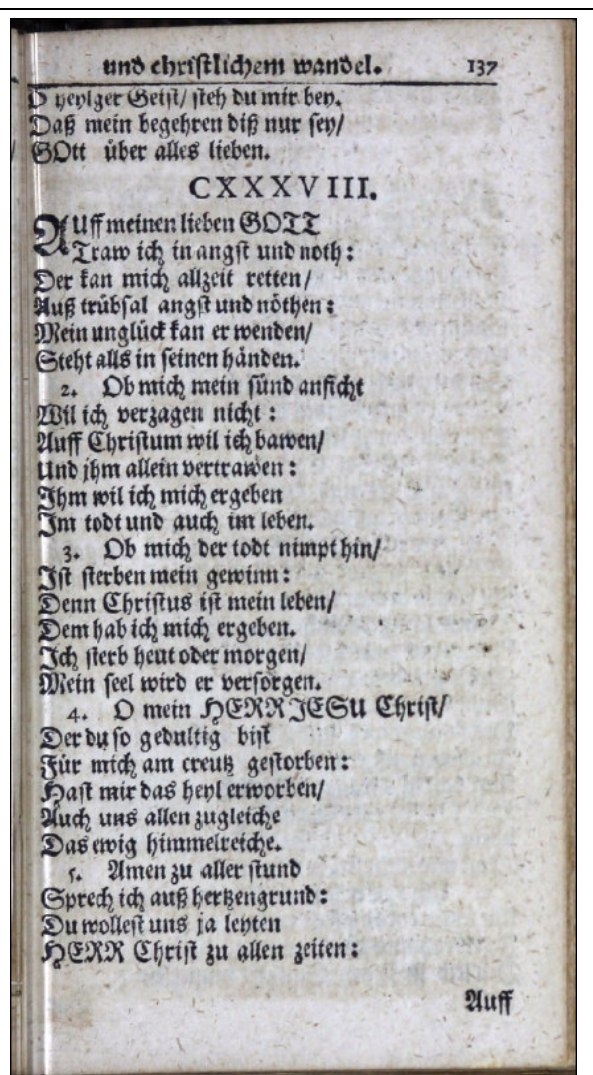 und christlichem wandel. 137
O heylger Geist/ steh du mir bey.
Daß mein begehren diß nur sey/
GOtt über alles lieben.
CXXXVIII.
AUff meinen lieben GOTT
Traw ich in angst und noth:
Der kan mich allzeit retten/
Auß trübsal angst und nöthen:
Mein unglück kan er wenden/
Steht alls in seinen händen.
2. Ob mich mein sünd anficht
Wil ich verzagen nicht:
Auff Christum wil ich bawen/
Und jhm allein vertrawen:
Ihm wil ich mich ergeben
Im todt und auch im leben.
3. Ob mich der todt nimpt hin/
Ist sterben mein gewinn:
Denn Christus ist mein leben/
Dem hab ich mich ergeben.
Ich sterb heut oder morgen/
Mein seel wird er versorgen.
4. O mein HERR JESU Christ/
Der du so gedultig bist
Für mich am creutz gestorben:
Hast mir das heyl erworben/
Auch uns allen zugleiche
Das ewig himmelreiche.
5. Amen zu aller stund
Sprech ich auß hertzengrund:
Du wollest uns ja leyten
HERR Christ zu allen zeiten:
Auff